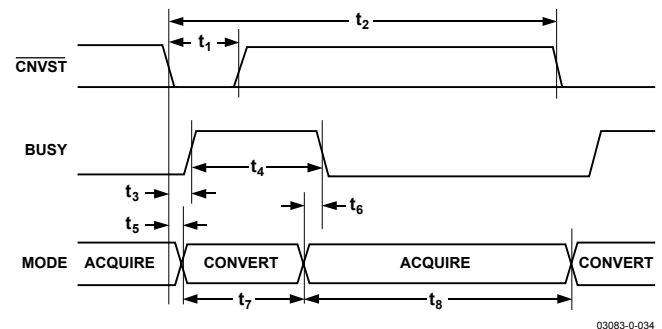 t2
t1
CNVST
BUSY
t4
t3
t6
t5
MODE ACQUIRE CONVERT ACQUIRE CONVERT
t7 t8
03083-0-034